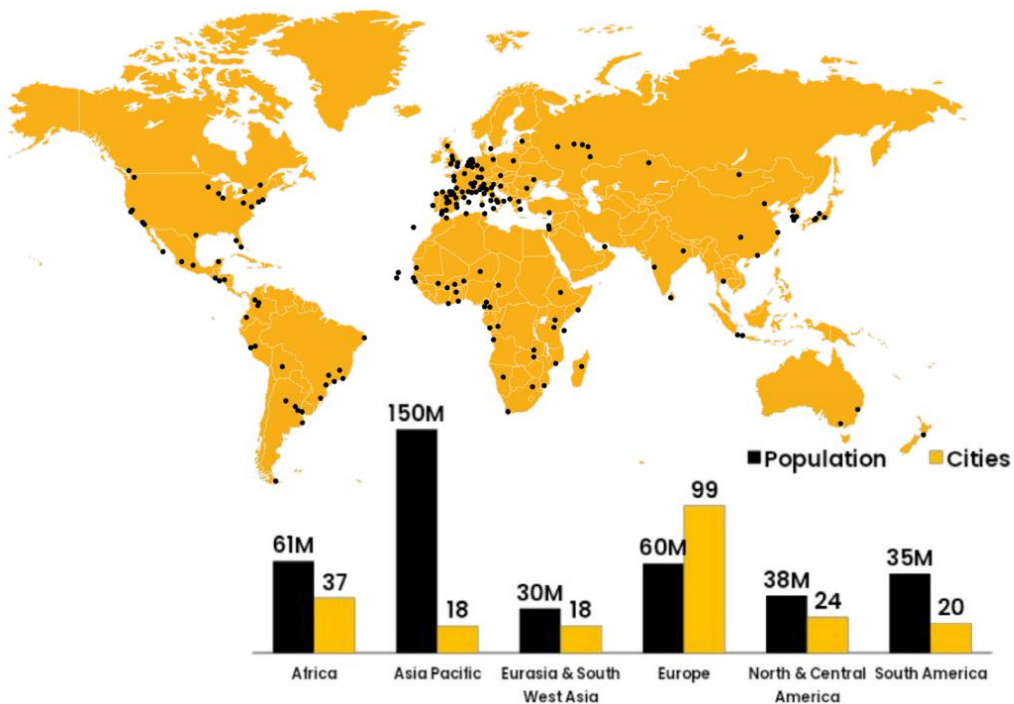 150M
Population Cities
99
61M 60M
37 38M 35M
30M 24 20
18 18
Africa Asia Pacific Eurasia & South Europe North & Central South America
West Asia America